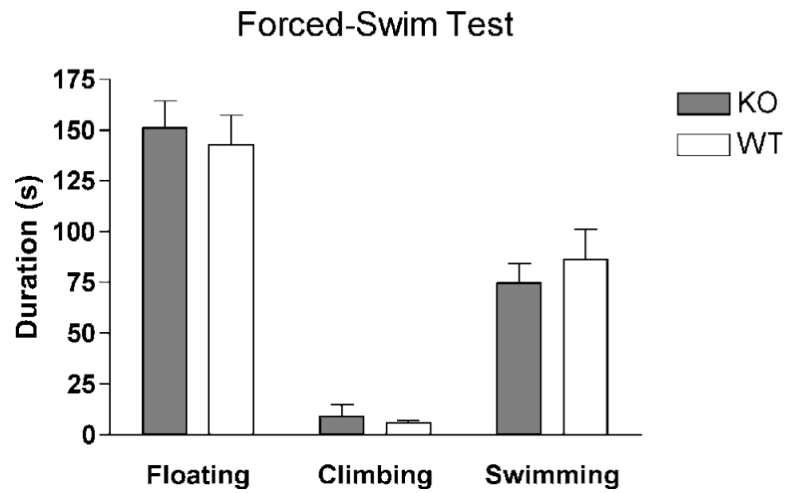 Forced-Swim Test
KO
WT
Duration (s)
175
150
125
100
75
50
25
0
Floating Climbing Swimming